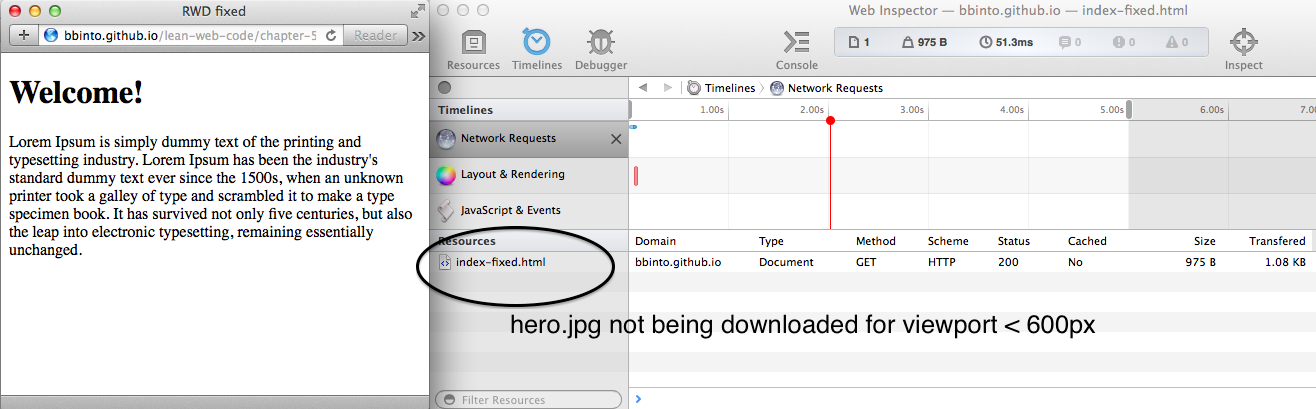 RWD fixed
bbinto.github.io/lean-web-code/chapter-5
Reader
Welcome!
Lorem Ipsum is simply dummy text of the printing and
typesetting industry. Lorem Ipsum has been the industry's
standard dummy text ever since the 1500s, when an unknown
printer took a galley of type and scrambled it to make a type
specimen book. It has survived not only five centuries, but also
the leap into electronic typesetting, remaining essentially
unchanged.
Web Inspector — bbinto.github.io — index-fixed.html
Resources Timelines Debugger
Console
1 975 B 51.3ms 0 0 0
Inspect
Timelines Network Requests
Timelines
1.00s 2.00s 3.00s 4.00s 5.00s 6.00s 7.0
Network Requests
Layout & Rendering
JavaScript & Events
Resources
Domain Type Method Scheme Status Cached Size Transfered
index-fixed.html
bbinto.github.io Document GET HTTP 200 No 975 B 1.08 KB
hero.jpg not being downloaded for viewport < 600px
Filter Resources